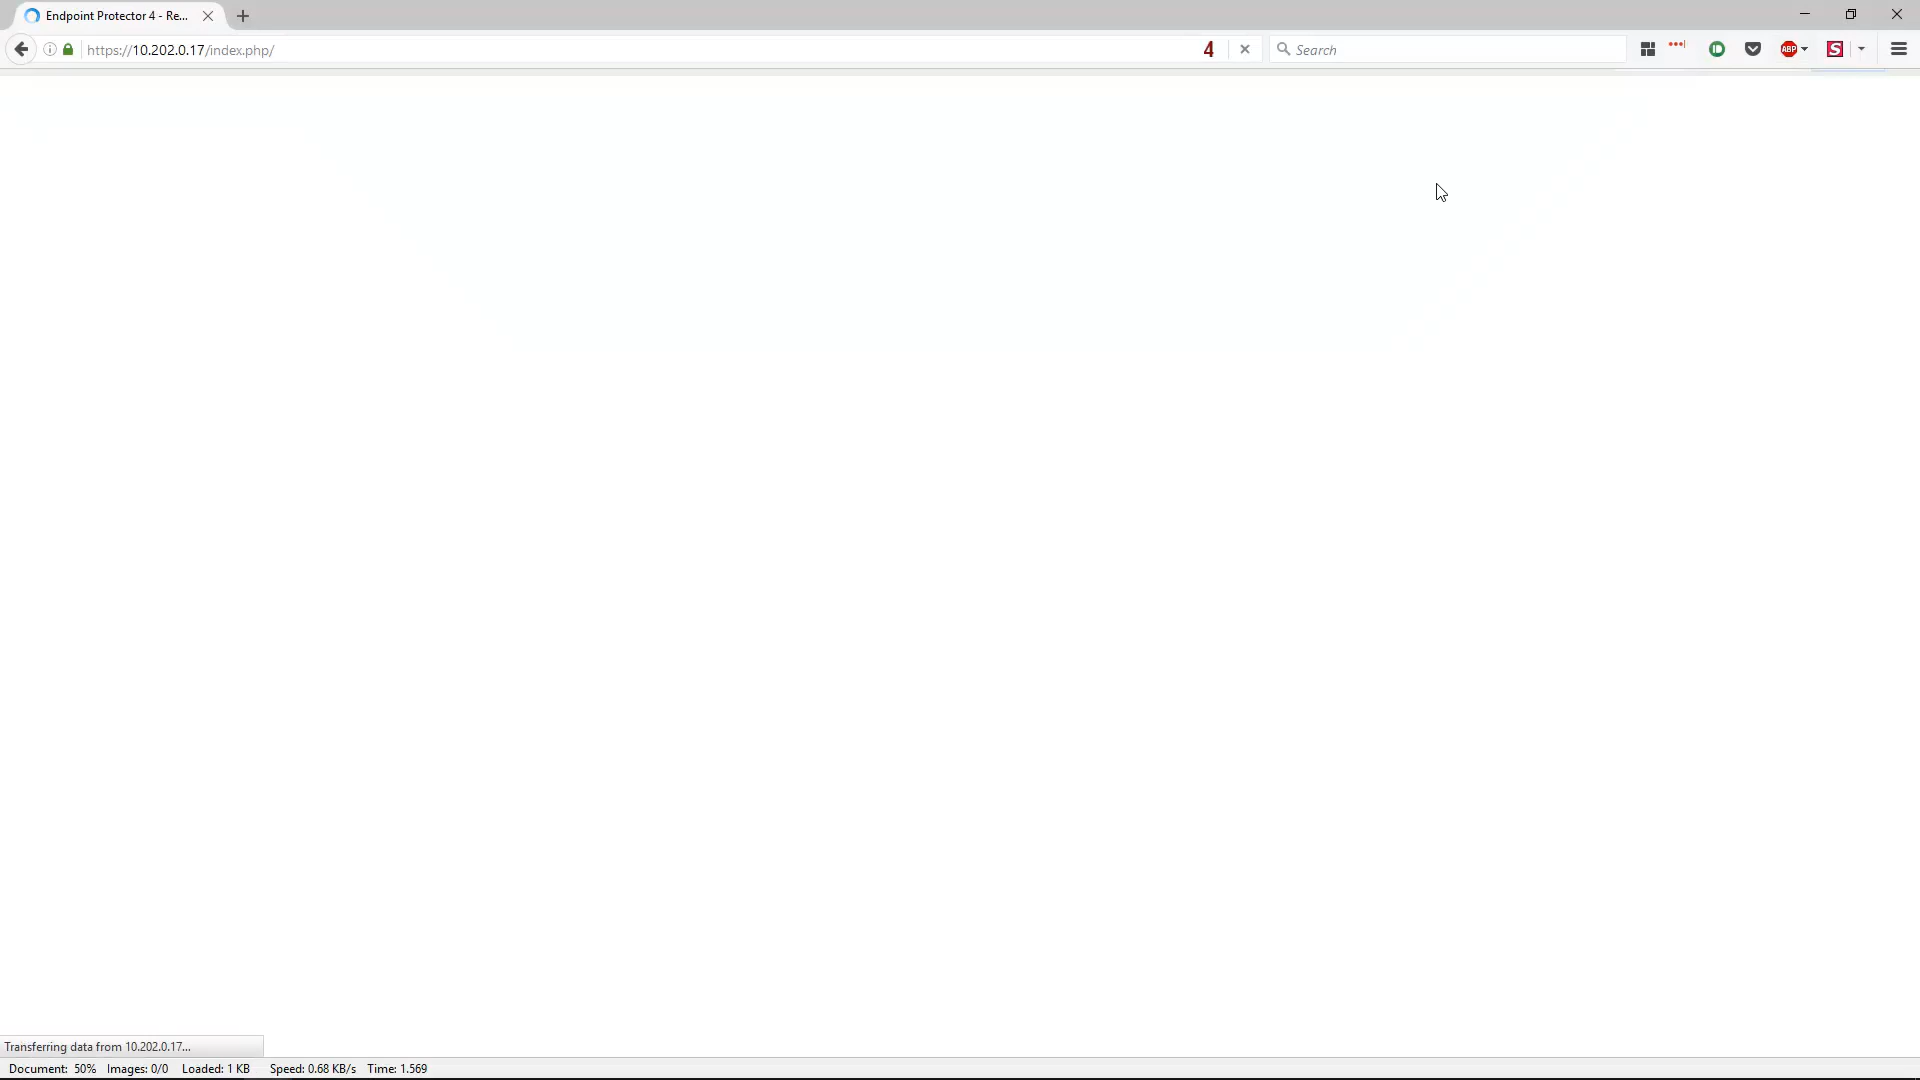 Endpoint Protector 4 - Re...
https://10.202.0.17/index.php/
4
Search
ABP
S
Transferring data from 10.202.0.17...
Document: 50% Images: 0/0 Loaded: 1 KB Speed: 0.68 KB/s Time: 1.569